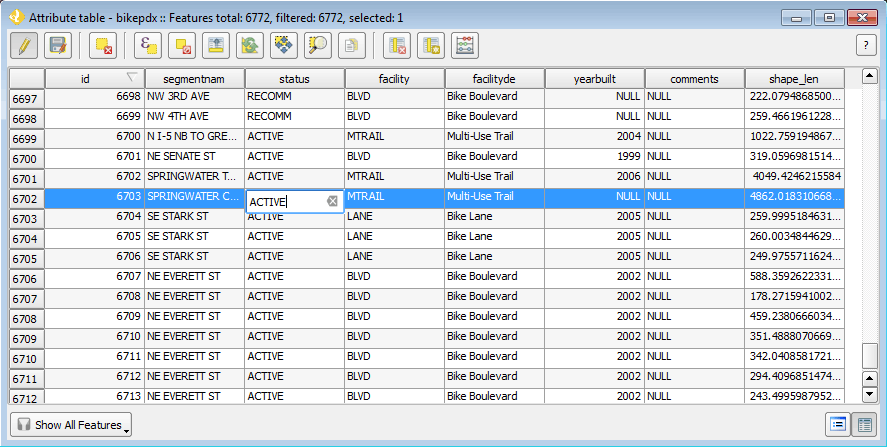 Attribute table - bikepdx :: Features total: 6772, filtered: 6772, selected: 1
ε ?
id segmentnam status facility facilityde yearbuilt comments shape_len
6697 6698 NW 3RD AVE RECOMM BLVD Bike Boulevard NULL NULL 222.0794868500...
6698 6699 NW 4TH AVE RECOMM BLVD Bike Boulevard NULL NULL 259.4661961228...
6699 6700 N I-5 NB TO GRE... ACTIVE MTRAIL Multi-Use Trail 2004 NULL 1022.759194867...
6700 6701 NE SENATE ST ACTIVE BLVD Bike Boulevard 1999 NULL 319.0596981514...
6701 6702 SPRINGWATER T... ACTIVE MTRAIL Multi-Use Trail 2006 NULL 4049.4246215584
6702 6703 SPRINGWATER C... ACTIVE MTRAIL Multi-Use Trail NULL NULL 4862.018310668...
6703 6704 SE STARK ST ACTIVE LANE Bike Lane 2005 NULL 259.9995184631...
6705 6705 SE STARK ST ACTIVE LANE Bike Lane 2005 NULL 260.0034844629...
6705 6706 SE STARK ST ACTIVE LANE Bike Lane 2005 NULL 249.9755711624...
6706 6707 NE EVERETT ST ACTIVE BLVD Bike Boulevard 2002 NULL 588.3592622331...
6707 6708 NE EVERETT ST ACTIVE BLVD Bike Boulevard 2002 NULL 178.2715941002...
6708 6709 NE EVERETT ST ACTIVE BLVD Bike Boulevard 2002 NULL 459.2380666034...
6709 6710 NE EVERETT ST ACTIVE BLVD Bike Boulevard 2002 NULL 351.4888070669...
6710 6711 NE EVERETT ST ACTIVE BLVD Bike Boulevard 2002 NULL 342.0408581721...
6711 6712 NE EVERETT ST ACTIVE BLVD Bike Boulevard 2002 NULL 294.4096851474...
6712 6713 NE EVERETT ST ACTIVE BLVD Bike Boulevard 2002 NULL 243.4995987952...
Show All Features